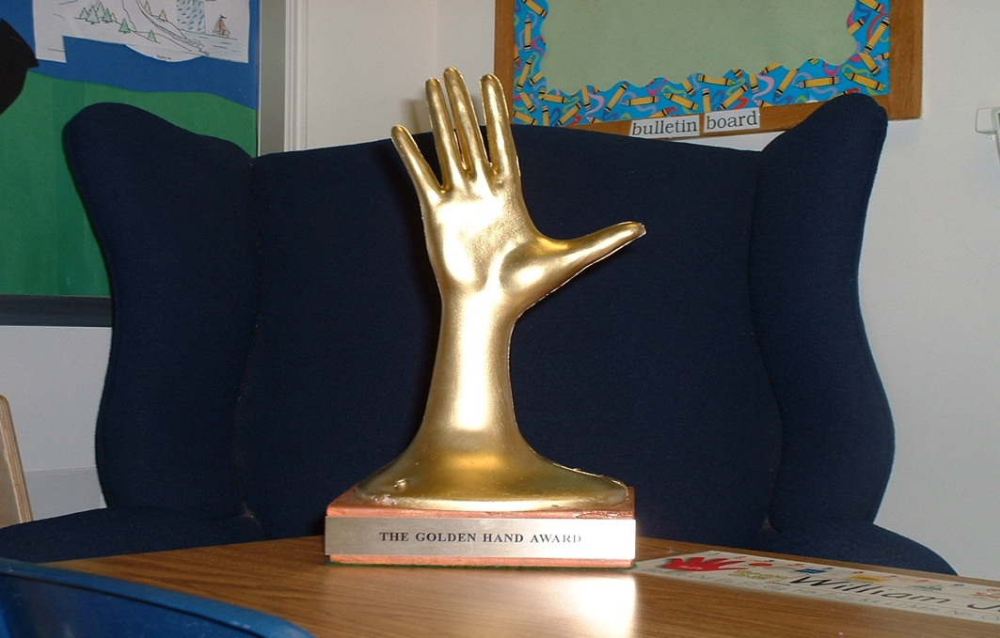 bulletin board
THE GOLDEN HAND AWARD
William J